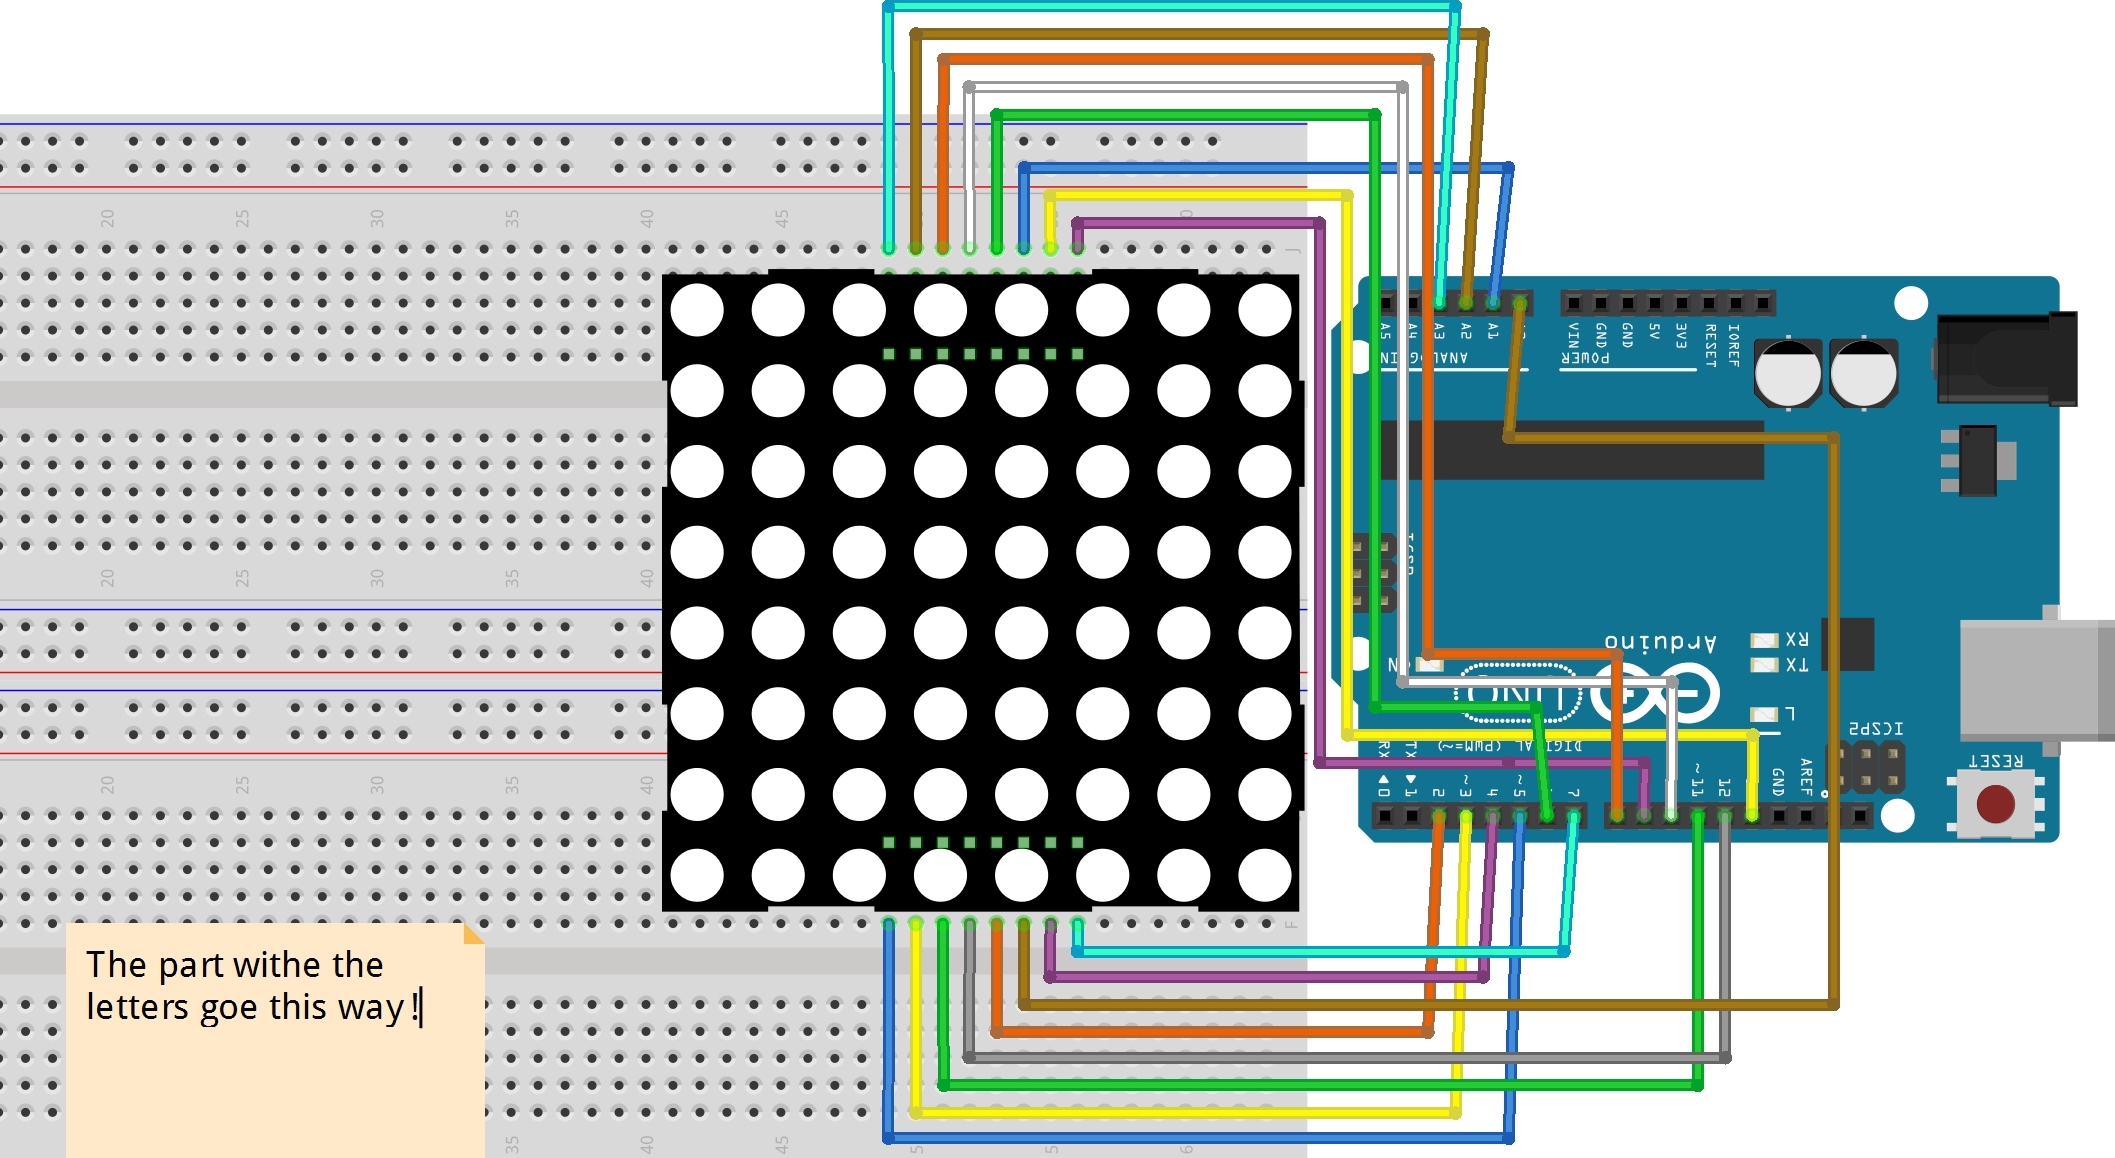 20
25
30
35
40
45
J
20
25
30
35
40
20
25
30
35
40
F
35
40
45
5
5
6
A5
A4
A3
A2
A1
ANALOG IN
VIN
GND
GND
5V
3V3
RESET
IOREF
POWER
Arduino
RX
TX
L
ICSP2
RESET
DIGITAL (PWM=~)
RX 0
TX 1
2
~3
4
~5
7
~11
12
GND
AREF
The part withe the
letters goe this way!